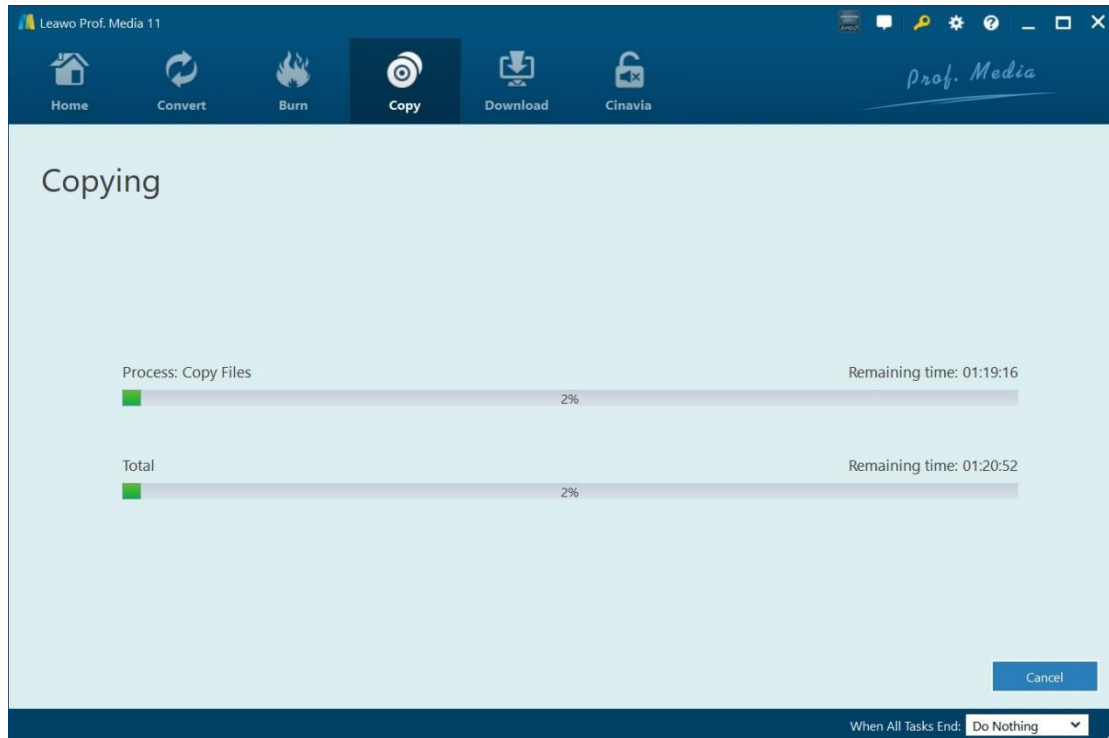 Leawo Prof. Media 11
Home Convert Burn Copy Download Cinavia
Prof. Media
Copying
Process: Copy Files Remaining time: 01:19:16
2%
Total Remaining time: 01:20:52
2%
Cancel
When All Tasks End: Do Nothing